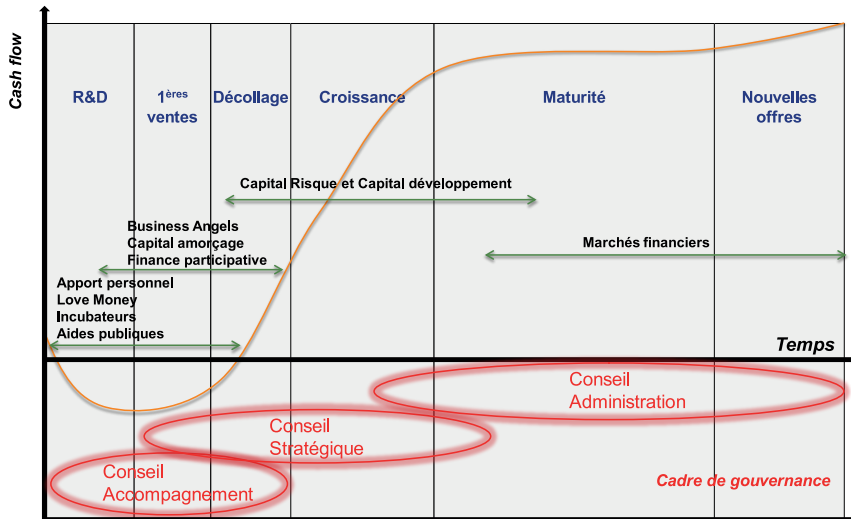 Cash flow
R&D
1ères
ventes
Décollage
Croissance
Maturité
Nouvelles
offres
Capital Risque et Capital développement
Business Angels
Capital amorçage
Finance participative
Marchés financiers
Apport personnel
Love Money
Incubateurs
Aides publiques
Temps
Conseil
Administration
Conseil
Stratégique
Conseil
Accompagnement
Cadre de gouvernance